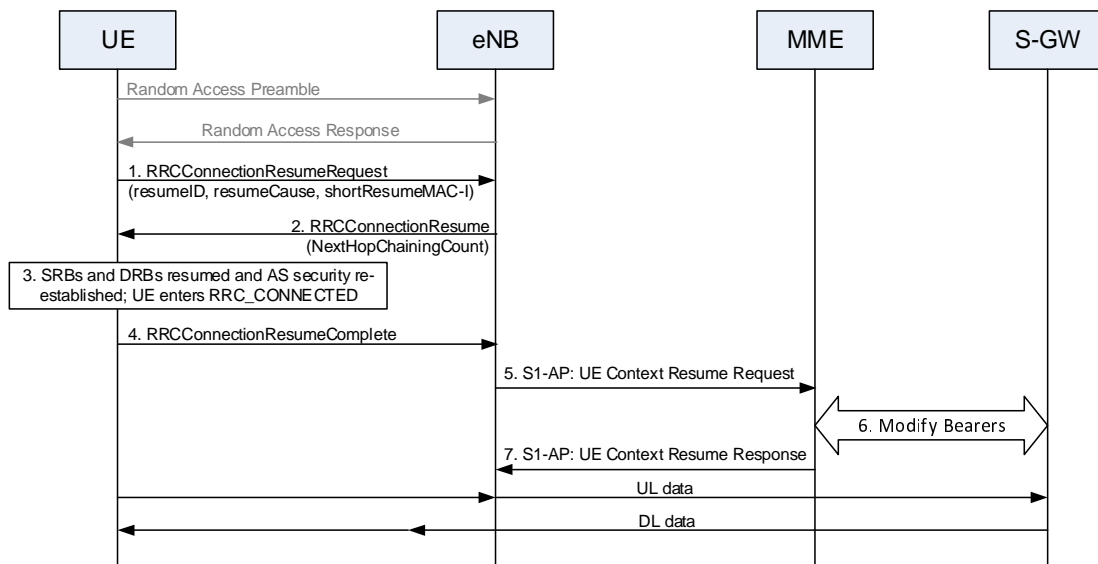 UE
eNB
MME
S-GW
Random Access Preamble
Random Access Response
1. RRCConnectionResumeRequest
(resumeID, resumeCause, shortResumeMAC-I)
2. RRCConnectionResume
(NextHopChainingCount)
3. SRBs and DRBs resumed and AS security re-
established; UE enters RRC_CONNECTED
4. RRCConnectionResumeComplete
5. S1-AP: UE Context Resume Request
6. Modify Bearers
7. S1-AP: UE Context Resume Response
UL data
DL data